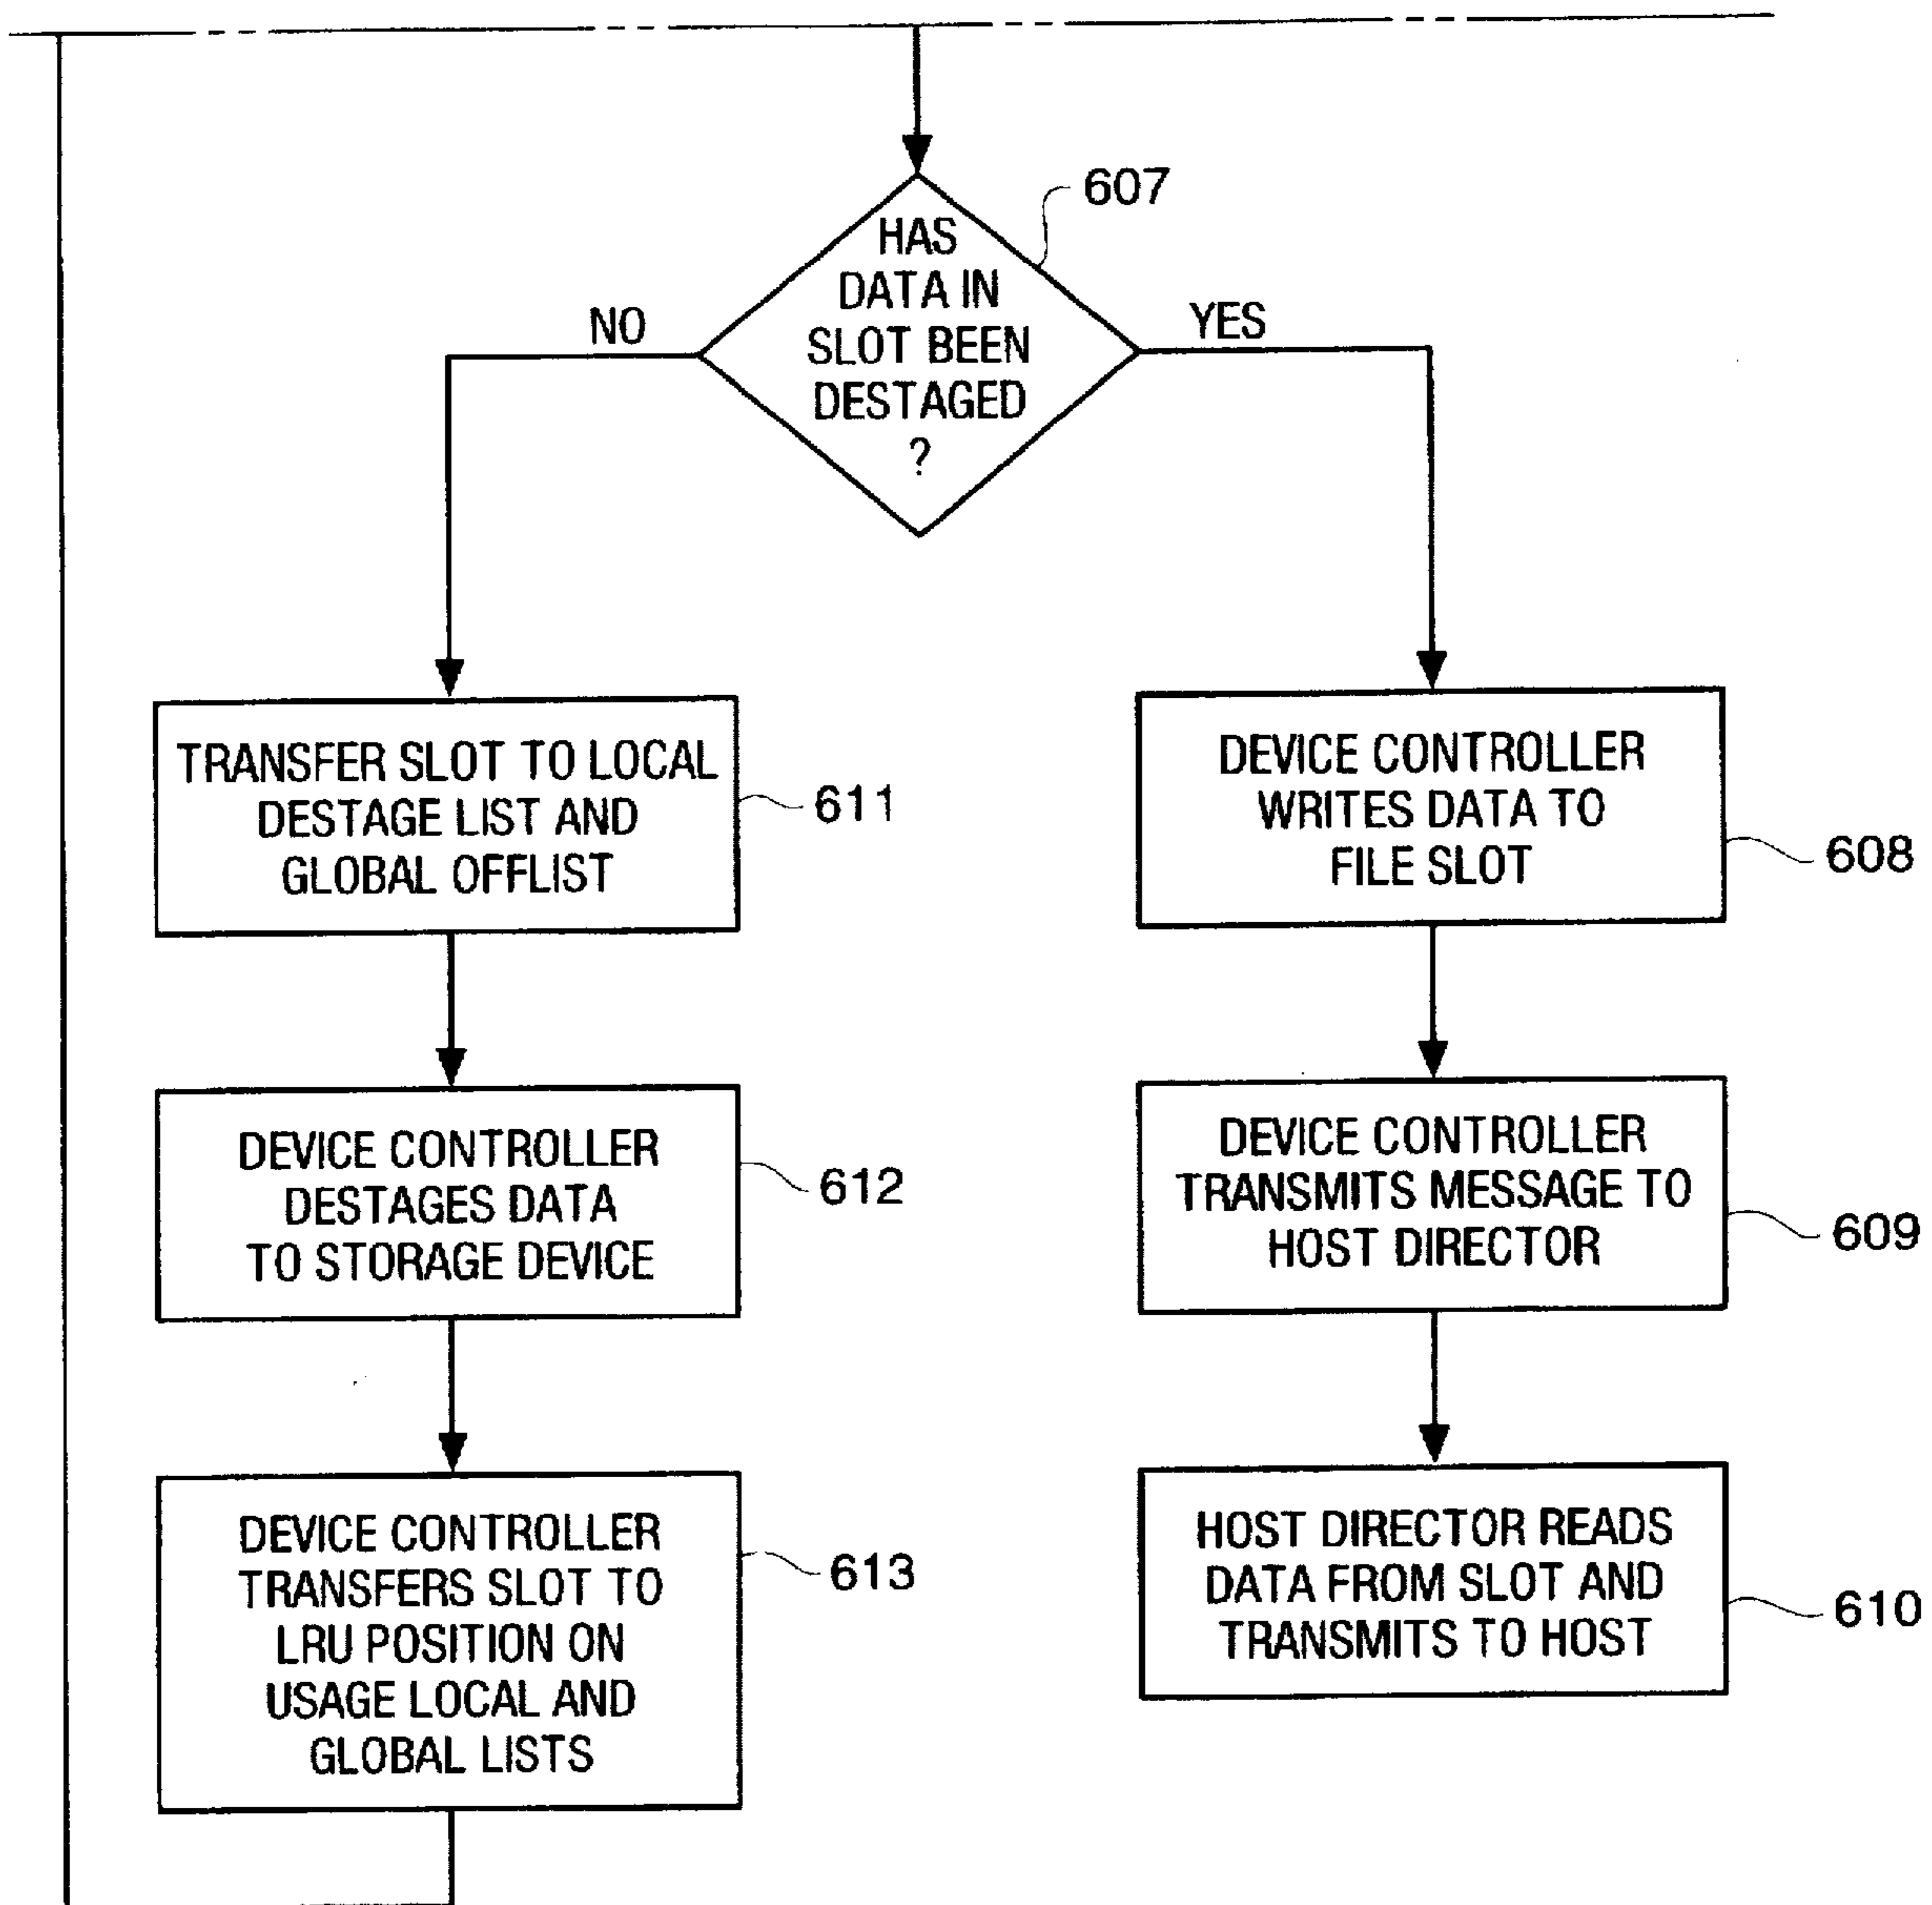 607
HAS
DATA IN
SLOT BEEN
DESTAGED
?
NO
YES
TRANSFER SLOT TO LOCAL
DESTAGE LIST AND
GLOBAL OFFLIST
611
DEVICE CONTROLLER
WRITES DATA TO
FILE SLOT
608
DEVICE CONTROLLER
DESTAGES DATA
TO STORAGE DEVICE
612
DEVICE CONTROLLER
TRANSMITS MESSAGE TO
HOST DIRECTOR
609
DEVICE CONTROLLER
TRANSFERS SLOT TO
LRU POSITION ON
USAGE LOCAL AND
GLOBAL LISTS
613
HOST DIRECTOR READS
DATA FROM SLOT AND
TRANSMITS TO HOST
610